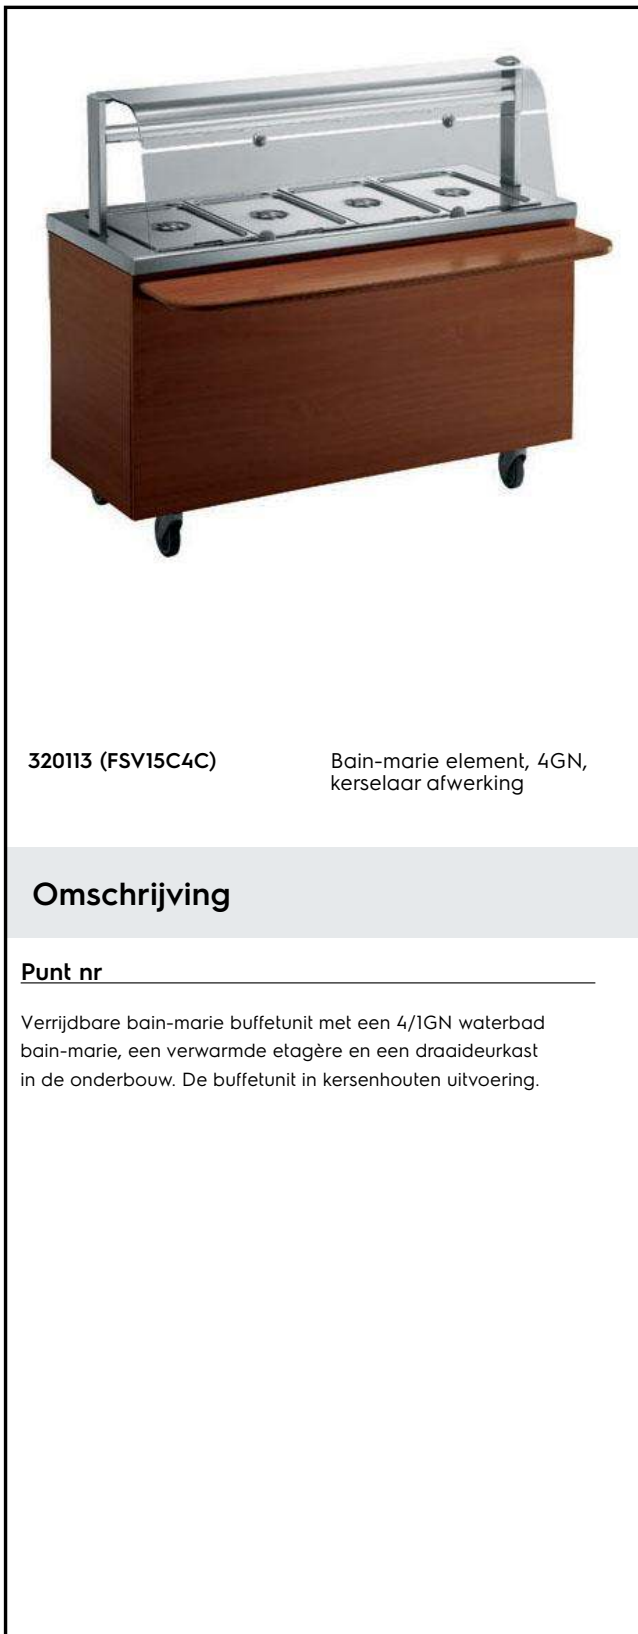 320113 (FSV15C4C)
Bain-marie element, 4GN,
kerselaar afwerking
Omschrijving
Punt nr
Verrijdbare bain-marie buffetunit met een 4/1GN waterbad
bain-marie, een verwarmde etagère en een draaideurkast
in de onderbouw. De buffetunit in kersenhouten uitvoering.